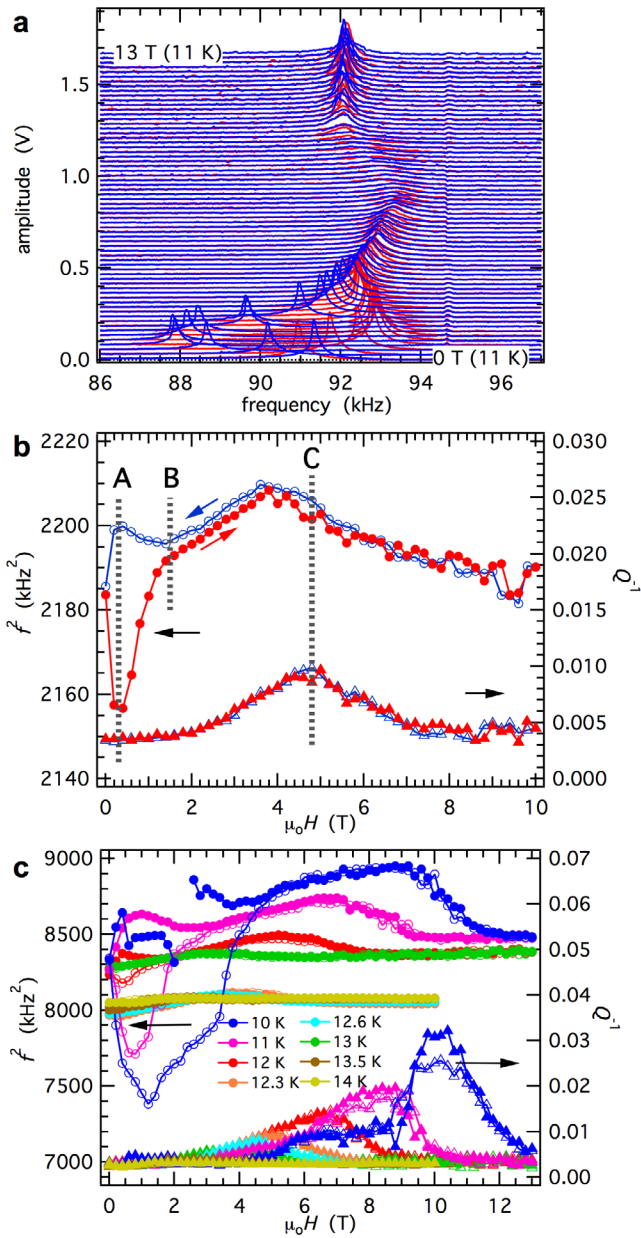 a
13 T (11 K)
1.5
1.0
0.5
0.0
amplitude (V)
0 T (11 K)
86 88 90 92 94 96
frequency (kHz)
b
A B C
2220
2200
2180
2160
2140
f² (kHz²)
0.030
0.025
0.020
0.015
0.010
0.005
0.000
Q⁻¹
0 2 4 6 8 10
μₒH (T)
c
9000
8500
8000
7500
7000
f² (kHz²)
10 K 12.6 K
11 K 13 K
12 K 13.5 K
12.3 K 14 K
0.07
0.06
0.05
0.04
0.03
0.02
0.01
0.00
Q⁻¹
0 2 4 6 8 10 12
μₒH (T)